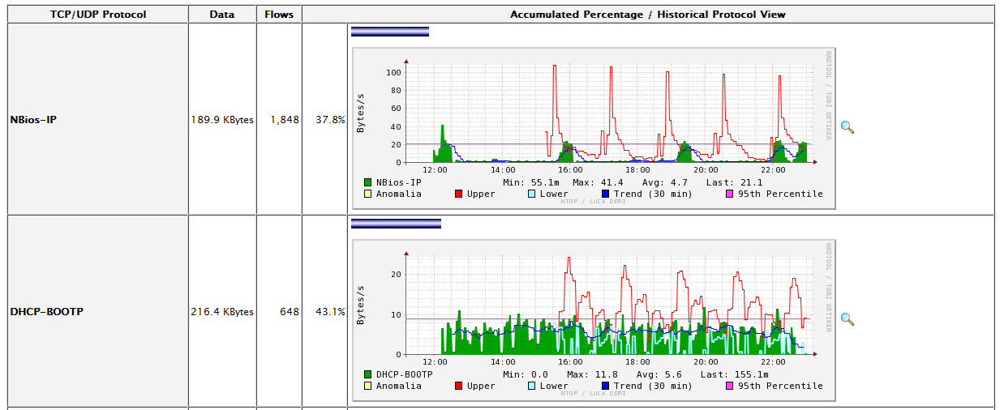 TCP/UDP Protocol Data Flows Accumulated Percentage / Historical Protocol View
NBios-IP 189.9 KBytes 1,848 37.8%
RRDTOOL / TOBI OETIKER
Bytes/s
100
80
60
40
20
0
12:00 14:00 16:00 18:00 20:00 22:00
NBios-IP Min: 55.1m Max: 41.4 Avg: 4.7 Last: 21.1
Anomalia Upper Lower Trend (30 min) 95th Percentile
NTOP / LUCA DERI
DHCP-BOOTP 216.4 KBytes 648 43.1%
RRDTOOL / TOBI OETIKER
Bytes/s
20
10
0
12:00 14:00 16:00 18:00 20:00 22:00
DHCP-BOOTP Min: 0.0 Max: 11.8 Avg: 5.6 Last: 155.1m
Anomalia Upper Lower Trend (30 min) 95th Percentile
NTOP / LUCA DERI